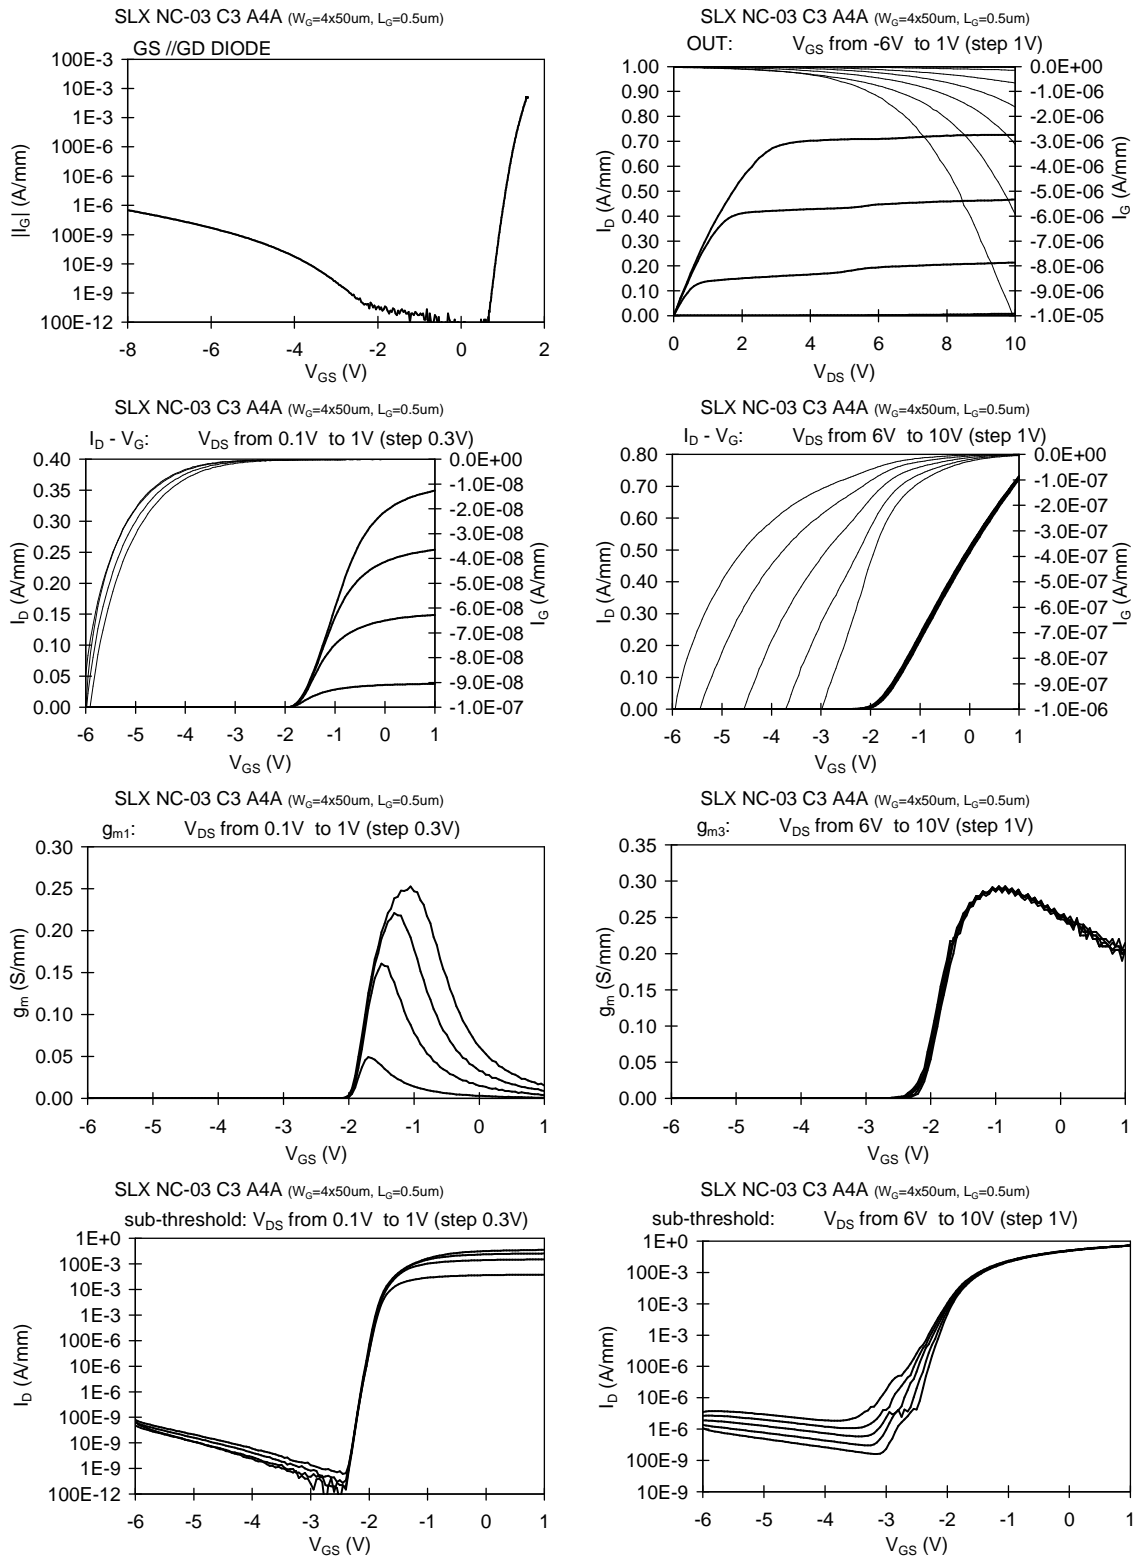 SLX NC-03 C3 A4A (WG=4x50um, LG=0.5um)
GS //GD DIODE
100E-3
10E-3
1E-3
100E-6
10E-6
1E-6
100E-9
10E-9
1E-9
100E-12
|IG| (A/mm)
-8 -6 -4 -2 0 2
VGS (V)
SLX NC-03 C3 A4A (WG=4x50um, LG=0.5um)
OUT: VGS from -6V to 1V (step 1V)
1.00 0.0E+00
0.90 -1.0E-06
0.80 -2.0E-06
0.70 -3.0E-06
0.60 -4.0E-06
0.50 -5.0E-06
0.40 -6.0E-06
0.30 -7.0E-06
0.20 -8.0E-06
0.10 -9.0E-06
0.00 -1.0E-05
ID (A/mm)
IG (A/mm)
0 2 4 6 8 10
VDS (V)
SLX NC-03 C3 A4A (WG=4x50um, LG=0.5um)
ID - VG: VDS from 0.1V to 1V (step 0.3V)
0.40
0.35
0.30
0.25
0.20
0.15
0.10
0.05
0.00
ID (A/mm)
0.0E+00
-1.0E-08
-2.0E-08
-3.0E-08
-4.0E-08
-5.0E-08
-6.0E-08
-7.0E-08
-8.0E-08
-9.0E-08
-1.0E-07
IG (A/mm)
-6 -5 -4 -3 -2 -1 0 1
VGS (V)
SLX NC-03 C3 A4A (WG=4x50um, LG=0.5um)
ID - VG: VDS from 6V to 10V (step 1V)
0.80
0.70
0.60
0.50
0.40
0.30
0.20
0.10
0.00
ID (A/mm)
0.0E+00
-1.0E-07
-2.0E-07
-3.0E-07
-4.0E-07
-5.0E-07
-6.0E-07
-7.0E-07
-8.0E-07
-9.0E-07
-1.0E-06
IG (A/mm)
-6 -5 -4 -3 -2 -1 0 1
VGS (V)
SLX NC-03 C3 A4A (WG=4x50um, LG=0.5um)
gm1: VDS from 0.1V to 1V (step 0.3V)
0.30
0.25
0.20
0.15
0.10
0.05
0.00
gm (S/mm)
-6 -5 -4 -3 -2 -1 0 1
VGS (V)
SLX NC-03 C3 A4A (WG=4x50um, LG=0.5um)
gm3: VDS from 6V to 10V (step 1V)
0.35
0.30
0.25
0.20
0.15
0.10
0.05
0.00
gm (S/mm)
-6 -5 -4 -3 -2 -1 0 1
VGS (V)
SLX NC-03 C3 A4A (WG=4x50um, LG=0.5um)
sub-threshold: VDS from 0.1V to 1V (step 0.3V)
1E+0
100E-3
10E-3
1E-3
100E-6
10E-6
1E-6
100E-9
10E-9
1E-9
100E-12
ID (A/mm)
-6 -5 -4 -3 -2 -1 0 1
VGS (V)
SLX NC-03 C3 A4A (WG=4x50um, LG=0.5um)
sub-threshold: VDS from 6V to 10V (step 1V)
1E+0
100E-3
10E-3
1E-3
100E-6
10E-6
1E-6
100E-9
10E-9
ID (A/mm)
-6 -5 -4 -3 -2 -1 0 1
VGS (V)